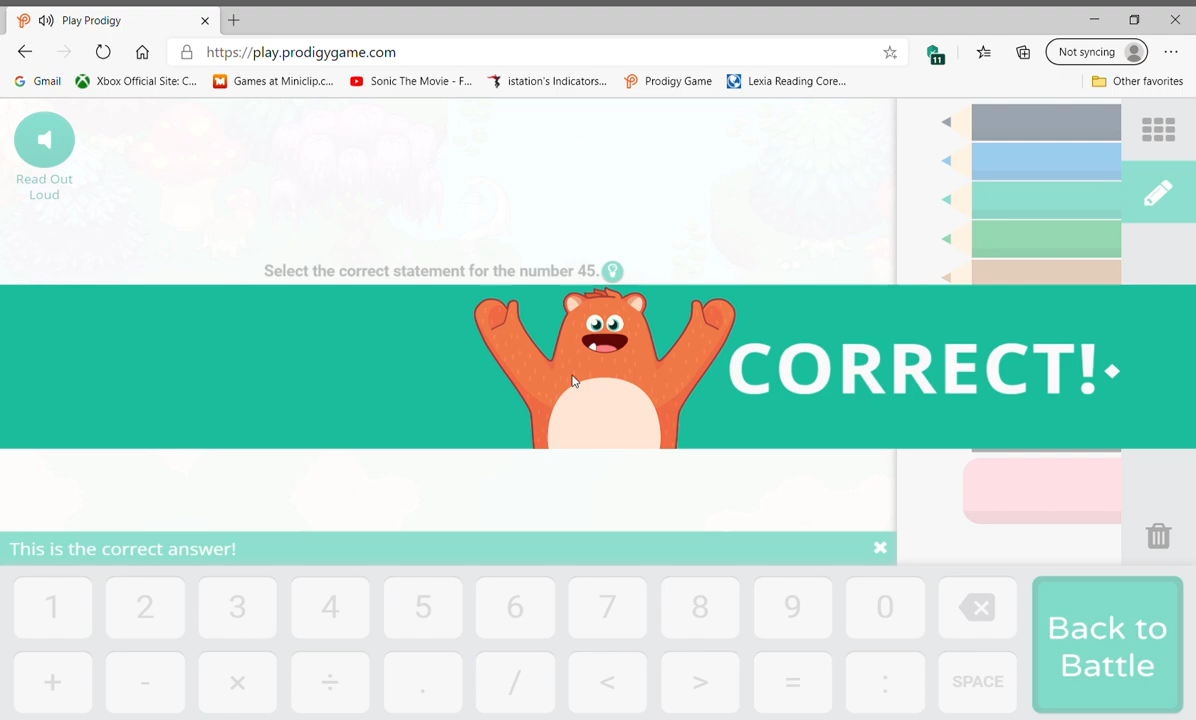 Play Prodigy
https://play.prodigygame.com
11
Not syncing
Gmail
Xbox Official Site: C...
Games at Miniclip.c...
Sonic The Movie - F...
istation's Indicators...
Prodigy Game
Lexia Reading Core...
Other favorites
Read Out
Loud
Select the correct statement for the number 45.
CORRECT!
This is the correct answer!
1 2 3 4 5 6 7 8 9 0
+ - × ÷ . / < > = : SPACE
Back to
Battle